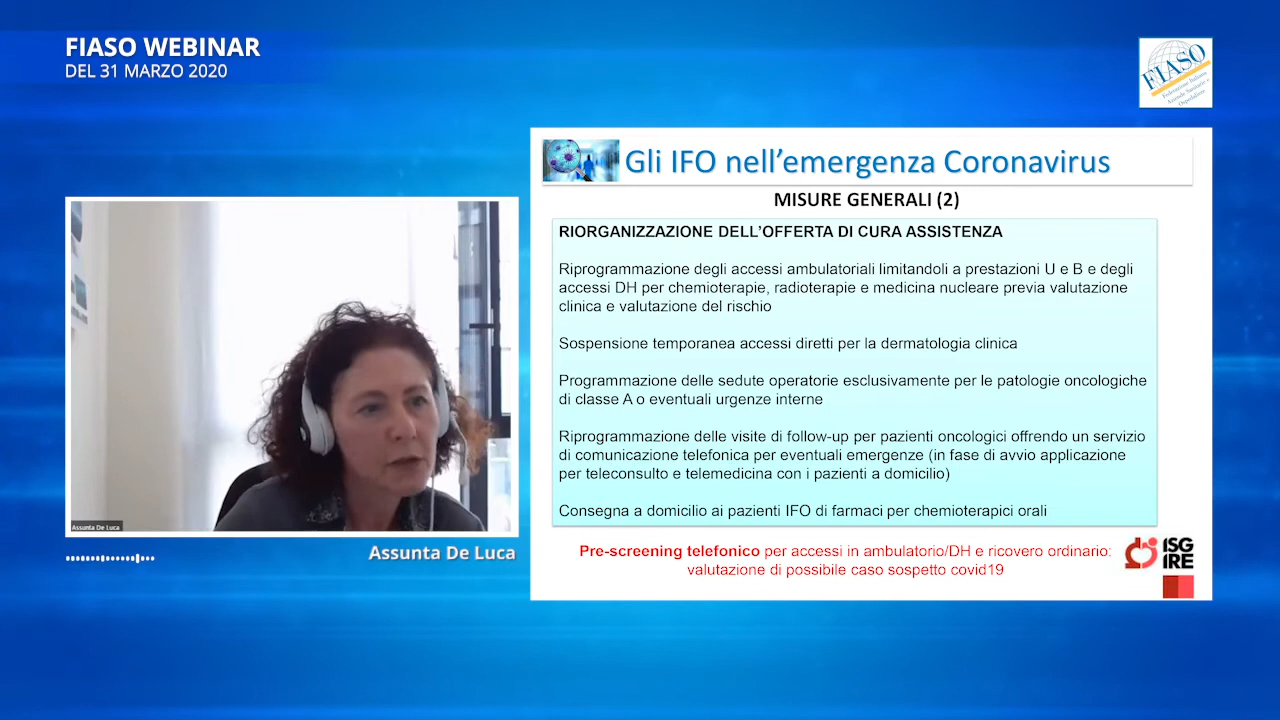 FIASO WEBINAR
DEL 31 MARZO 2020
FIASO
Federazione Italiana
Aziende Sanitarie e
Ospedaliere
Gli IFO nell’emergenza Coronavirus
MISURE GENERALI (2)
RIORGANIZZAZIONE DELL’OFFERTA DI CURA ASSISTENZA
Riprogrammazione degli accessi ambulatoriali limitandoli a prestazioni U e B e degli
accessi DH per chemioterapie, radioterapie e medicina nucleare previa valutazione
clinica e valutazione del rischio
Sospensione temporanea accessi diretti per la dermatologia clinica
Programmazione delle sedute operatorie esclusivamente per le patologie oncologiche
di classe A o eventuali urgenze interne
Riprogrammazione delle visite di follow-up per pazienti oncologici offrendo un servizio
di comunicazione telefonica per eventuali emergenze (in fase di avvio applicazione
per teleconsulto e telemedicina con i pazienti a domicilio)
Consegna a domicilio ai pazienti IFO di farmaci per chemioterapici orali
Pre-screening telefonico per accessi in ambulatorio/DH e ricovero ordinario:
valutazione di possibile caso sospetto covid19
ISG
IRE
Assunta De Luca
Assunta De Luca